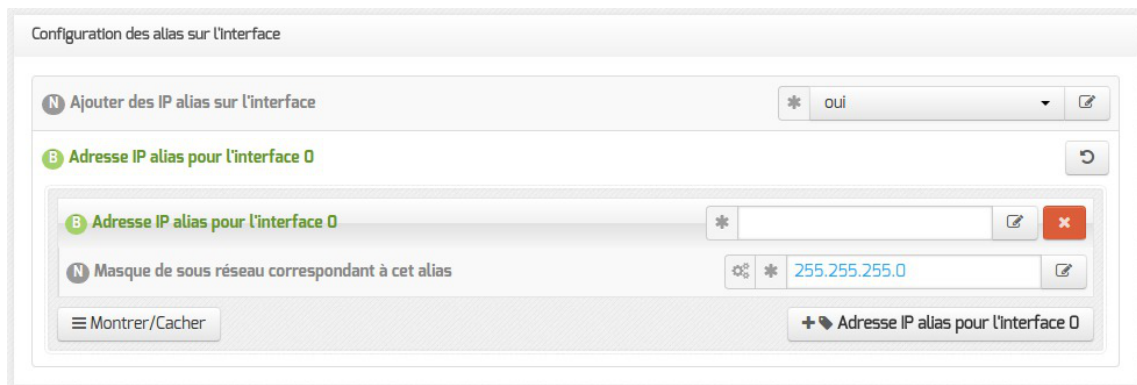 Configuration des alias sur l'interface
N Ajouter des IP alias sur l'interface * oui
B Adresse IP alias pour l'interface 0
B Adresse IP alias pour l'interface 0 *
N Masque de sous réseau correspondant à cet alias * 255.255.255.0
Montrer/Cacher + Adresse IP alias pour l'interface 0